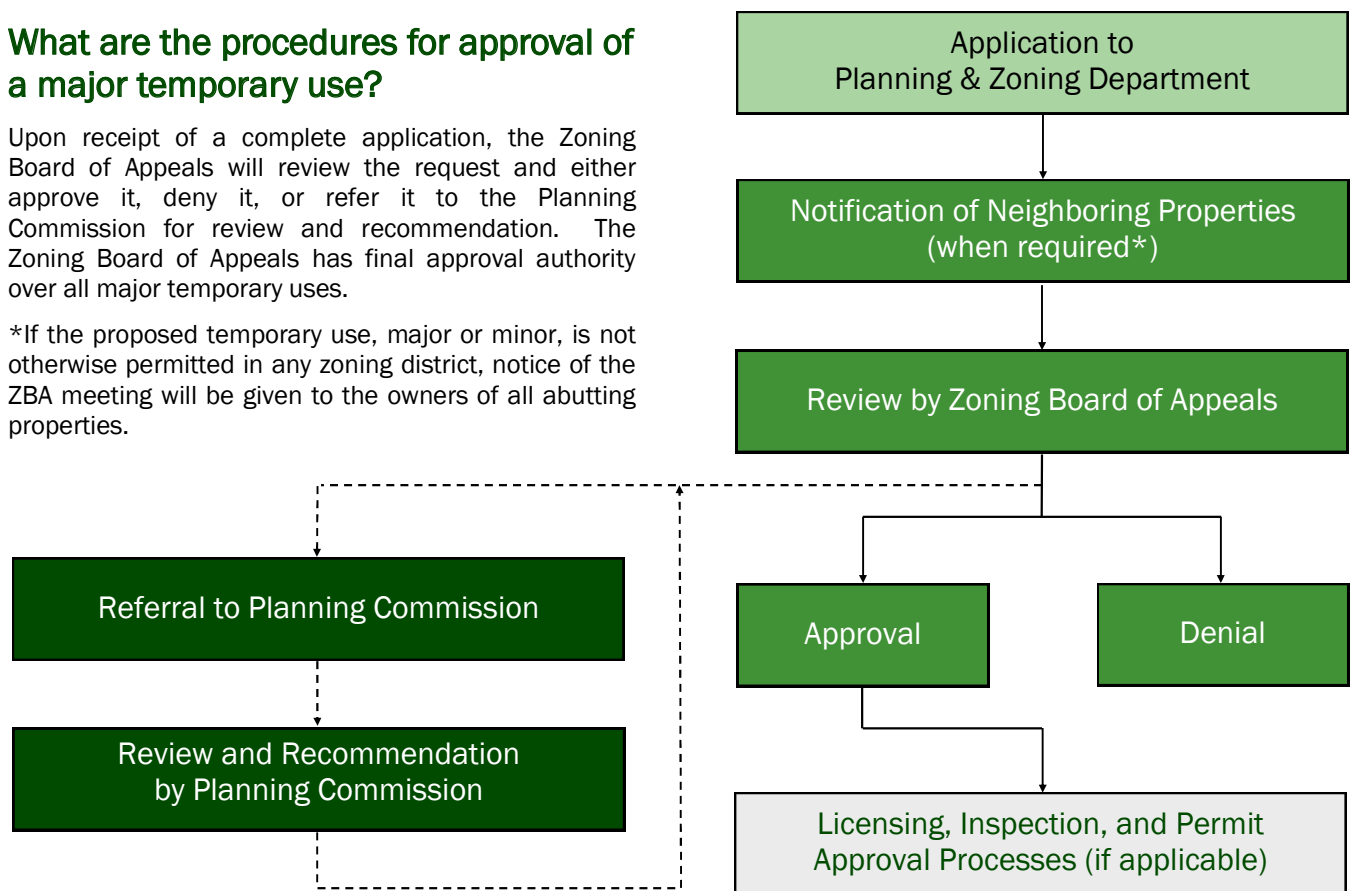 What are the procedures for approval of
a major temporary use?
Upon receipt of a complete application, the Zoning
Board of Appeals will review the request and either
approve it, deny it, or refer it to the Planning
Commission for review and recommendation. The
Zoning Board of Appeals has final approval authority
over all major temporary uses.
*If the proposed temporary use, major or minor, is not
otherwise permitted in any zoning district, notice of the
ZBA meeting will be given to the owners of all abutting
properties.
Application to
Planning & Zoning Department
Notification of Neighboring Properties
(when required*)
Review by Zoning Board of Appeals
Referral to Planning Commission
Review and Recommendation
by Planning Commission
Approval
Denial
Licensing, Inspection, and Permit
Approval Processes (if applicable)